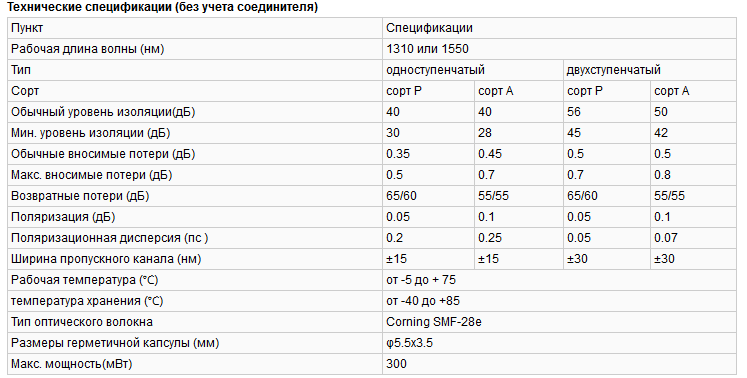 Технические спецификации (без учета соединителя)
Пункт Спецификации
Рабочая длина волны (нм) 1310 или 1550
Тип одноступенчатый двухступенчатый
Сорт сорт P сорт A сорт P сорт A
Обычный уровень изоляции(дБ) 40 40 56 50
Мин. уровень изоляции (дБ) 30 28 45 42
Обычные вносимые потери (дБ) 0.35 0.45 0.5 0.5
Макс. вносимые потери (дБ) 0.5 0.7 0.7 0.8
Возвратные потери (дБ) 65/60 55/55 65/60 55/55
Поляризация (дБ) 0.05 0.1 0.05 0.1
Поляризационная дисперсия (пс ) 0.2 0.25 0.05 0.07
Ширина пропускного канала (нм) ±15 ±15 ±30 ±30
Рабочая температура (℃) от -5 до + 75
температура хранения (℃) от -40 до +85
Тип оптического волокна Corning SMF-28e
Размеры герметичной капсулы (мм) φ5.5x3.5
Макс. мощность(мВт) 300